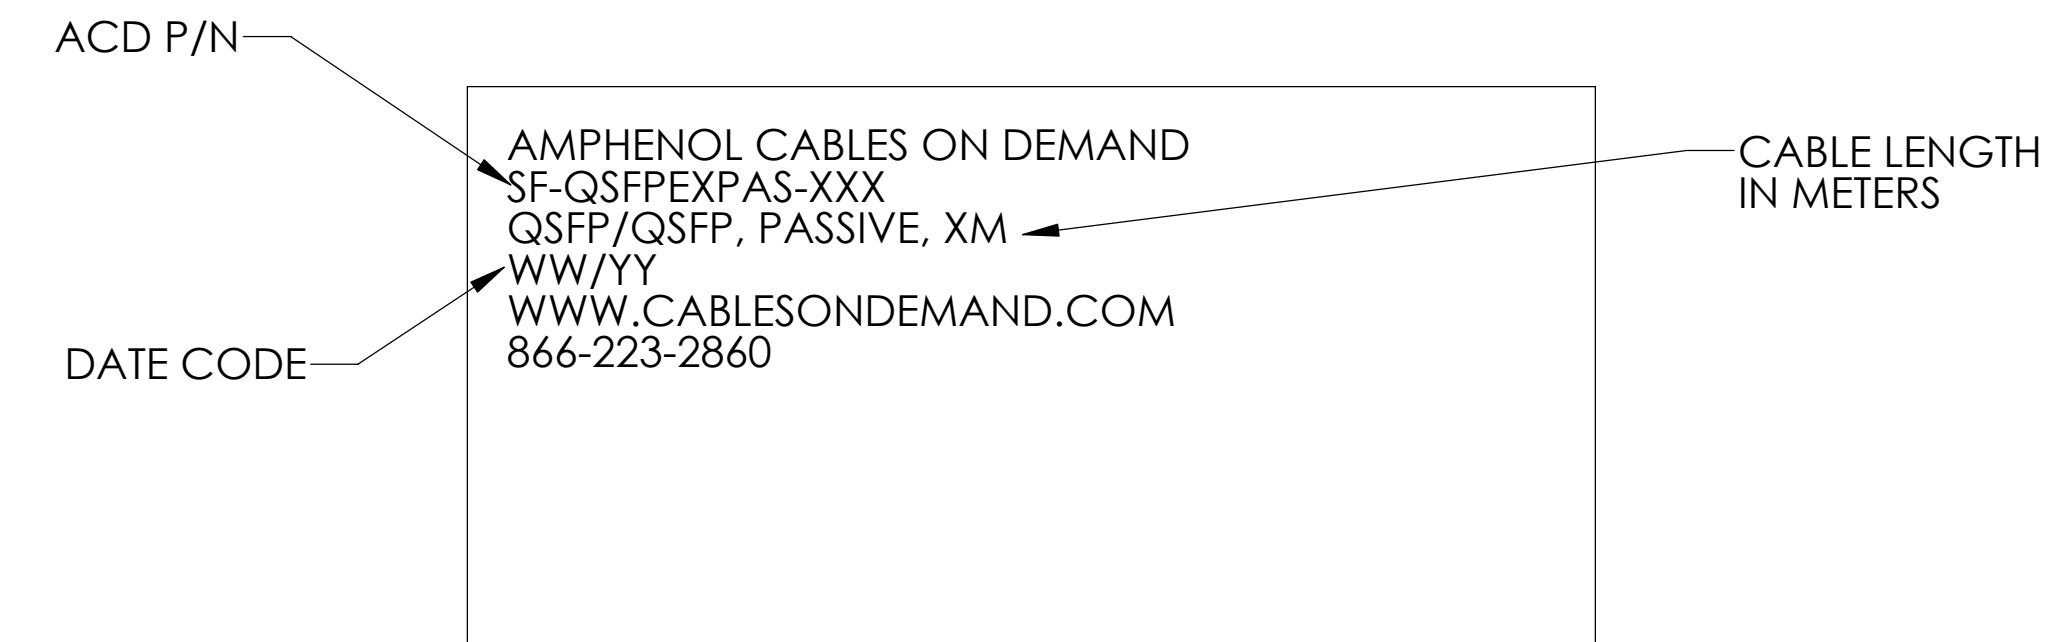 ACD P/N
AMPHENOL CABLES ON DEMAND
SF-QSFPEXPAS-XXX
QSFP/QSFP, PASSIVE, XM
WW/YY
WWW.CABLESONDEMAND.COM
866-223-2860
CABLE LENGTH
IN METERS
DATE CODE